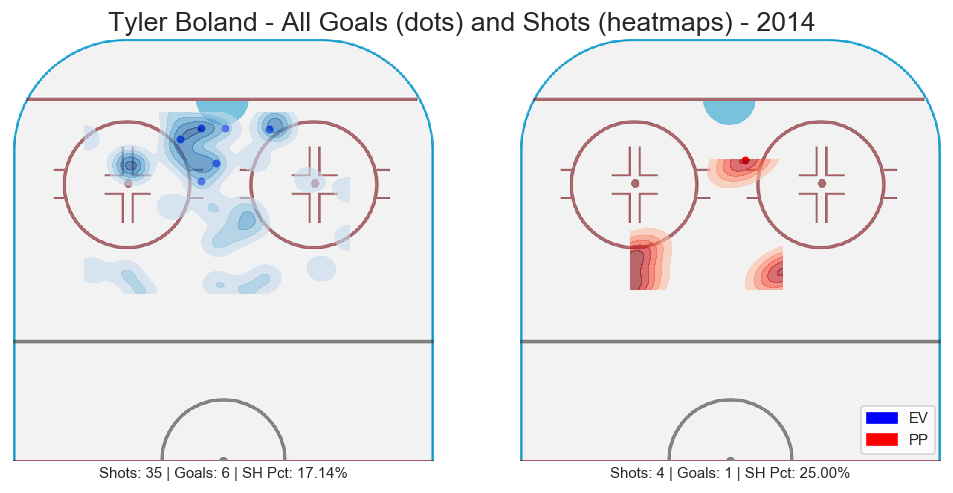 Tyler Boland - All Goals (dots) and Shots (heatmaps) - 2014
EV
PP
Shots: 35 | Goals: 6 | SH Pct: 17.14%
Shots: 4 | Goals: 1 | SH Pct: 25.00%